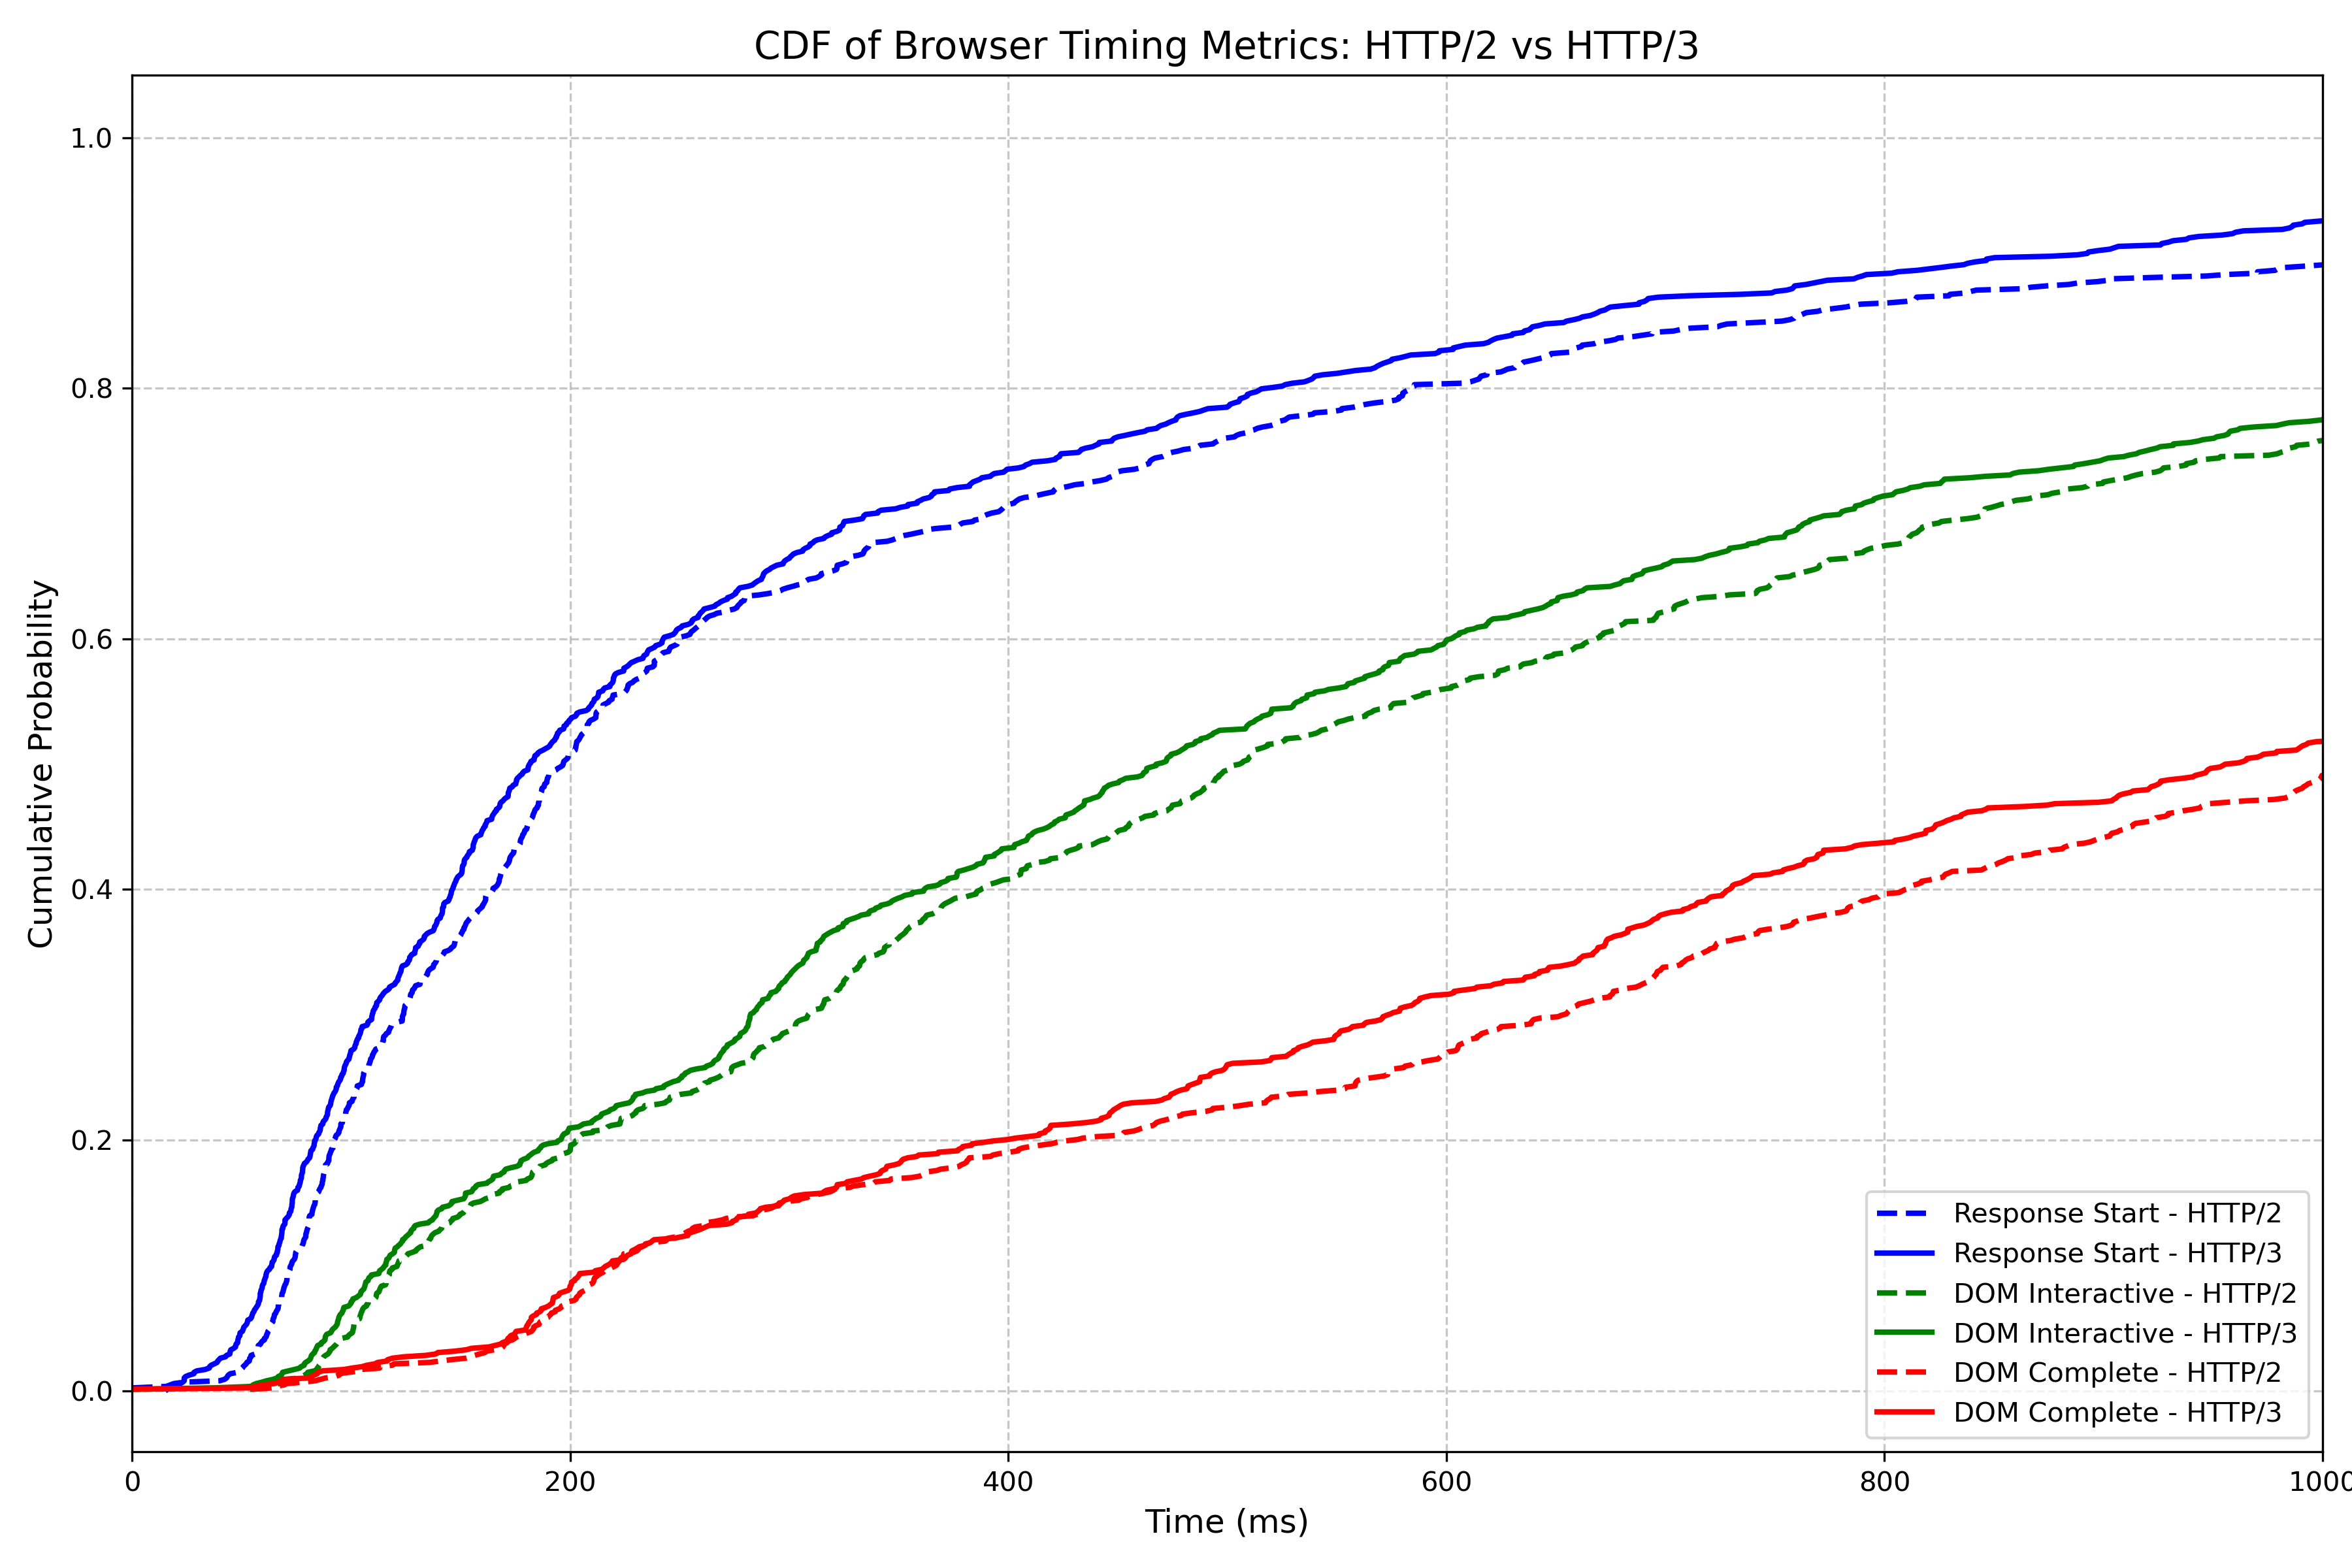 CDF of Browser Timing Metrics: HTTP/2 vs HTTP/3
Cumulative Probability
1.0
0.8
0.6
0.4
0.2
0.0
0 200 400 600 800 1000
Time (ms)
Response Start - HTTP/2
Response Start - HTTP/3
DOM Interactive - HTTP/2
DOM Interactive - HTTP/3
DOM Complete - HTTP/2
DOM Complete - HTTP/3